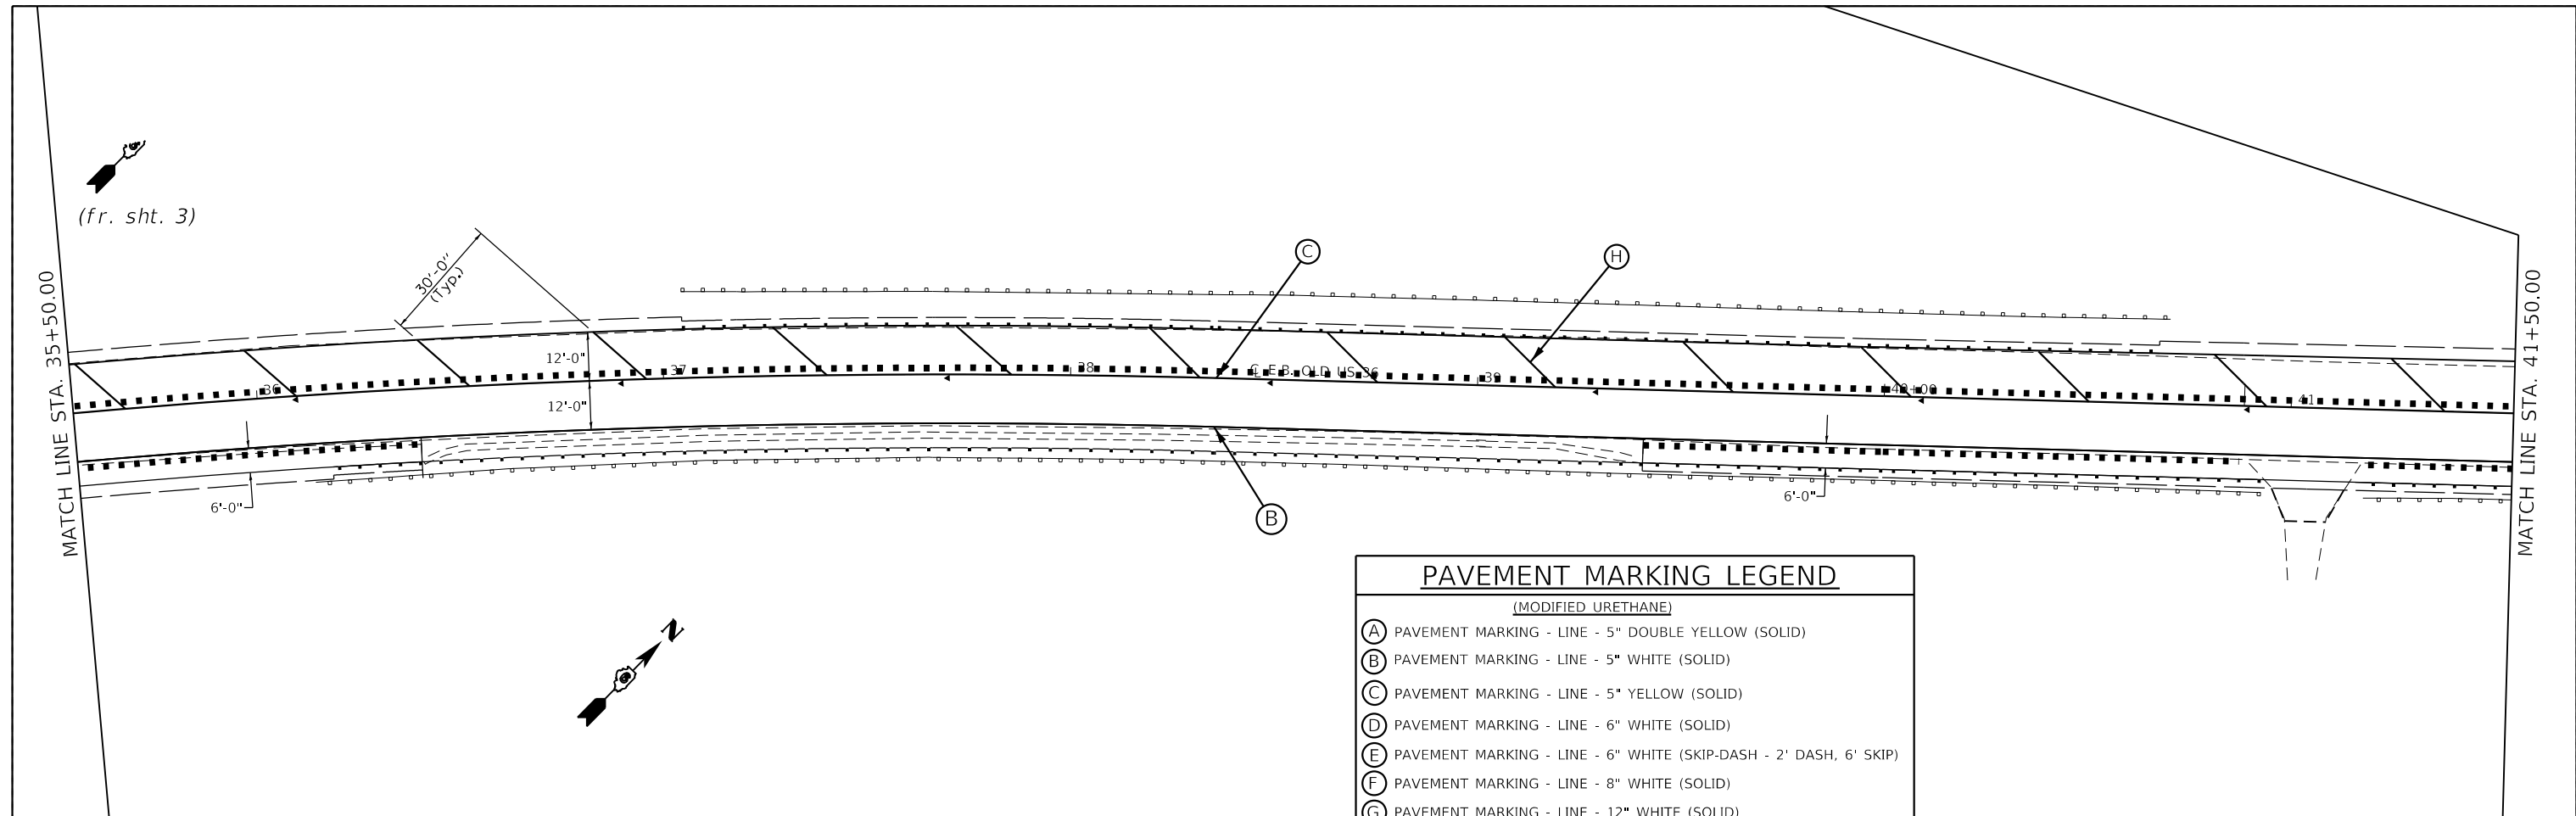 (fr. sht. 3)
MATCH LINE STA. 35+50.00
30'-0"
(Typ.)
C
H
MATCH LINE STA. 41+50.00
12'-0"
36
37
38
℄ E.B. OLD US 36
39
40+00
41
12'-0"
6'-0"
6'-0"
B
N
PAVEMENT MARKING LEGEND
(MODIFIED URETHANE)
A PAVEMENT MARKING - LINE - 5" DOUBLE YELLOW (SOLID)
B PAVEMENT MARKING - LINE - 5" WHITE (SOLID)
C PAVEMENT MARKING - LINE - 5" YELLOW (SOLID)
D PAVEMENT MARKING - LINE - 6" WHITE (SOLID)
E PAVEMENT MARKING - LINE - 6" WHITE (SKIP-DASH - 2' DASH, 6' SKIP)
F PAVEMENT MARKING - LINE - 8" WHITE (SOLID)
G PAVEMENT MARKING - LINE - 12" WHITE (SOLID)